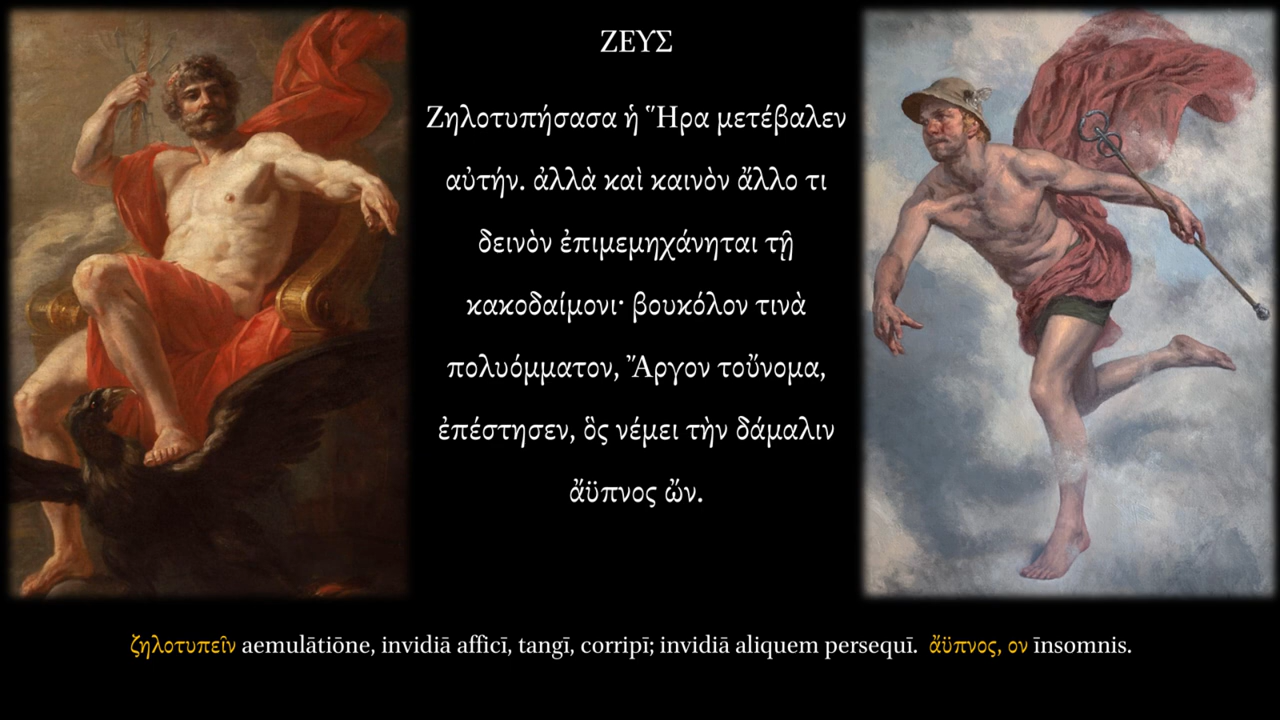 ΖΕΥΣ
Ζηλοτυπήσασα ἡ Ἥρα μετέβαλεν
αὐτήν. ἀλλὰ καὶ καινὸν ἄλλο τι
δεινὸν ἐπιμεμηχάνηται τῇ
κακοδαίμονι· βουκόλον τινὰ
πολυόμματον, Ἄργον τοὔνομα,
ἐπέστησεν, ὃς νέμει τὴν δάμαλιν
ἄϋπνος ὤν.
ζηλοτυπεῖν aemulātiōne, invidiā afficī, tangī, corripī; invidiā aliquem persequī. ἄϋπνος, ον īnsomnis.